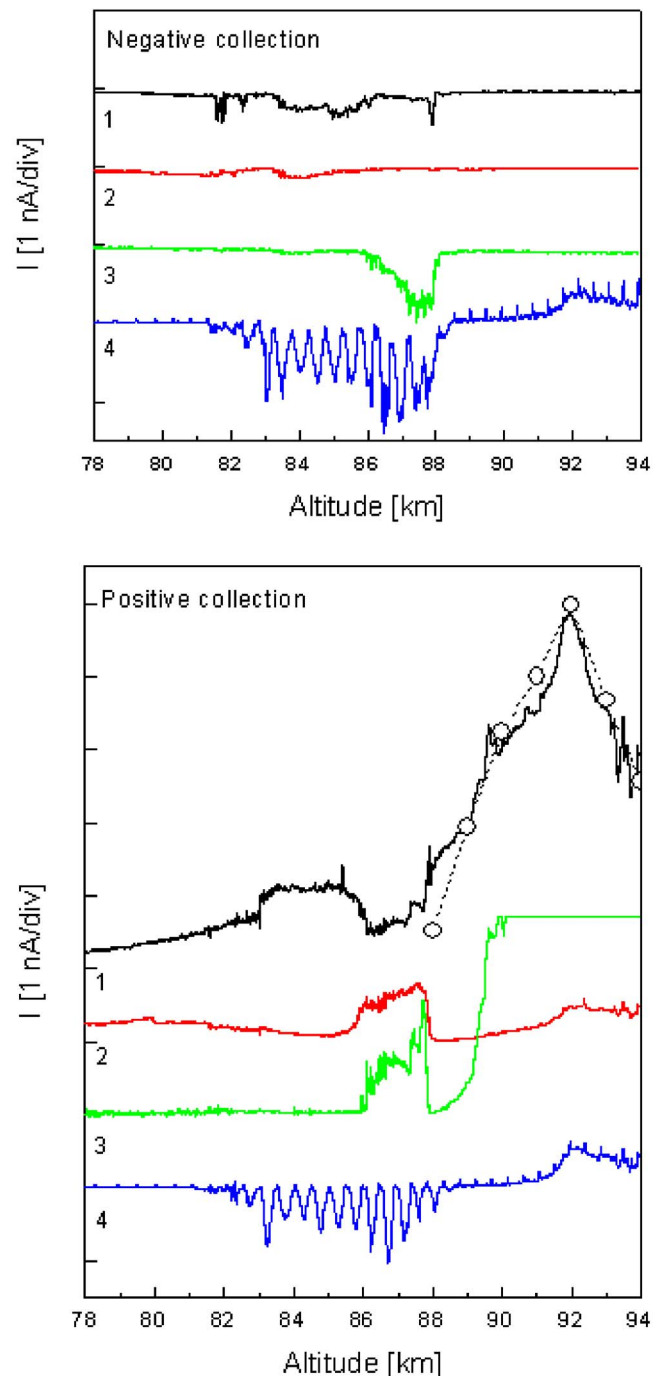 Negative collection
1
2
3
4
I [1 nA/div]
78 80 82 84 86 88 90 92 94
Altitude [km]
Positive collection
1
2
3
4
I [1 nA/div]
78 80 82 84 86 88 90 92 94
Altitude [km]